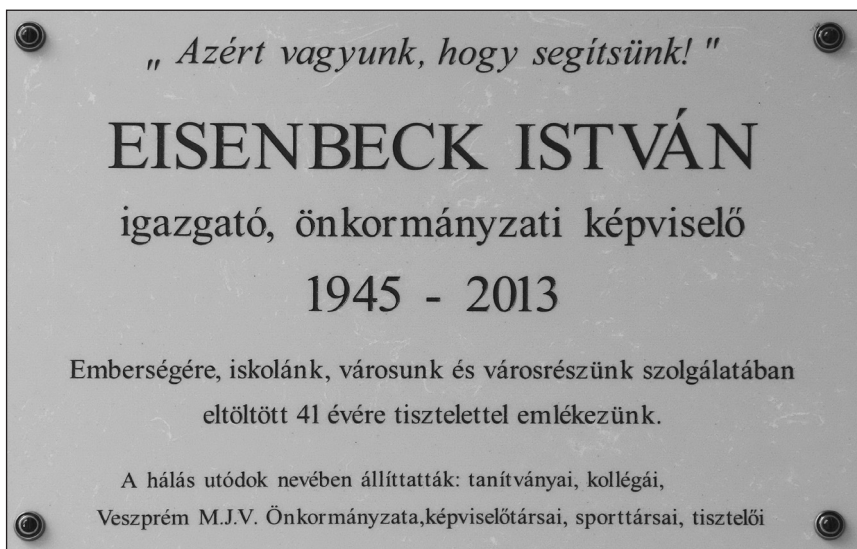 „ Azért vagyunk, hogy segítsünk! "
EISENBECK ISTVÁN
igazgató, önkormányzati képviselő
1945 - 2013
Emberségére, iskolánk, városunk és városrészünk szolgálatában
eltöltött 41 évére tisztelettel emlékezünk.
A hálás utódok nevében állíttatták: tanítványai, kollégái,
Veszprém M.J.V. Önkormányzata,képviselőtársai, sporttársai, tisztelői